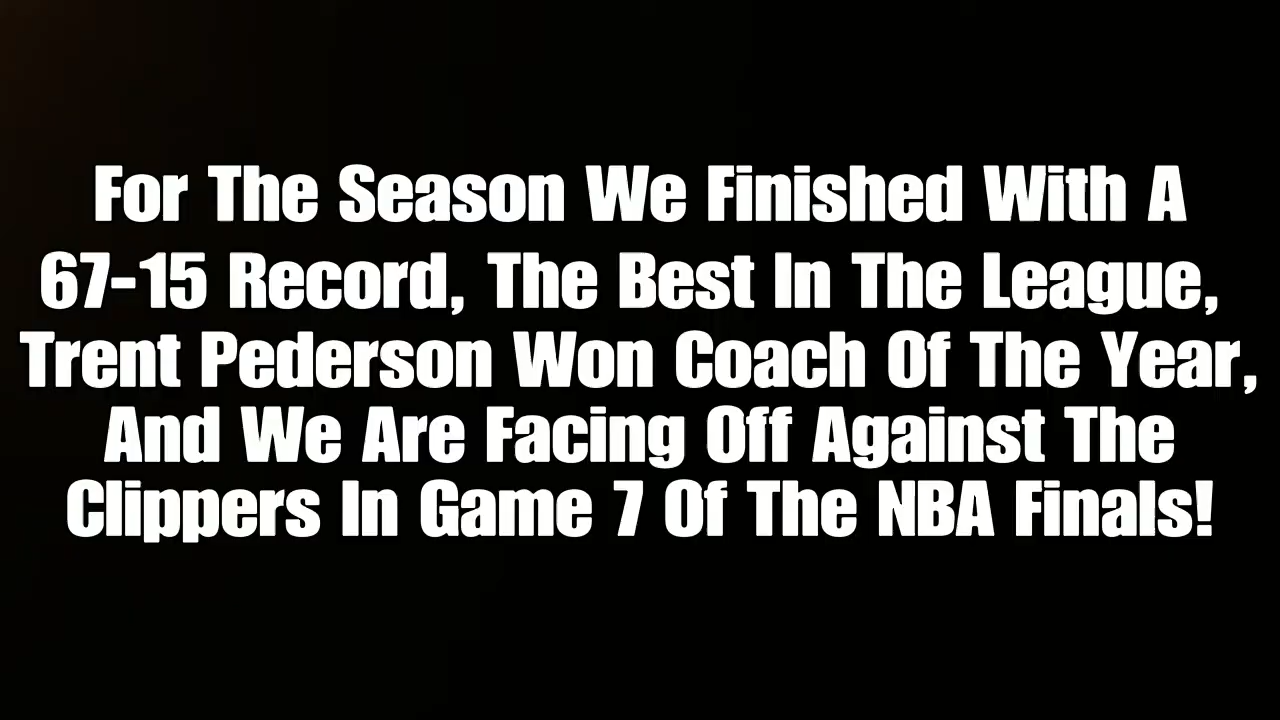 For The Season We Finished With A
67-15 Record, The Best In The League,
Trent Pederson Won Coach Of The Year,
And We Are Facing Off Against The
Clippers In Game 7 Of The NBA Finals!